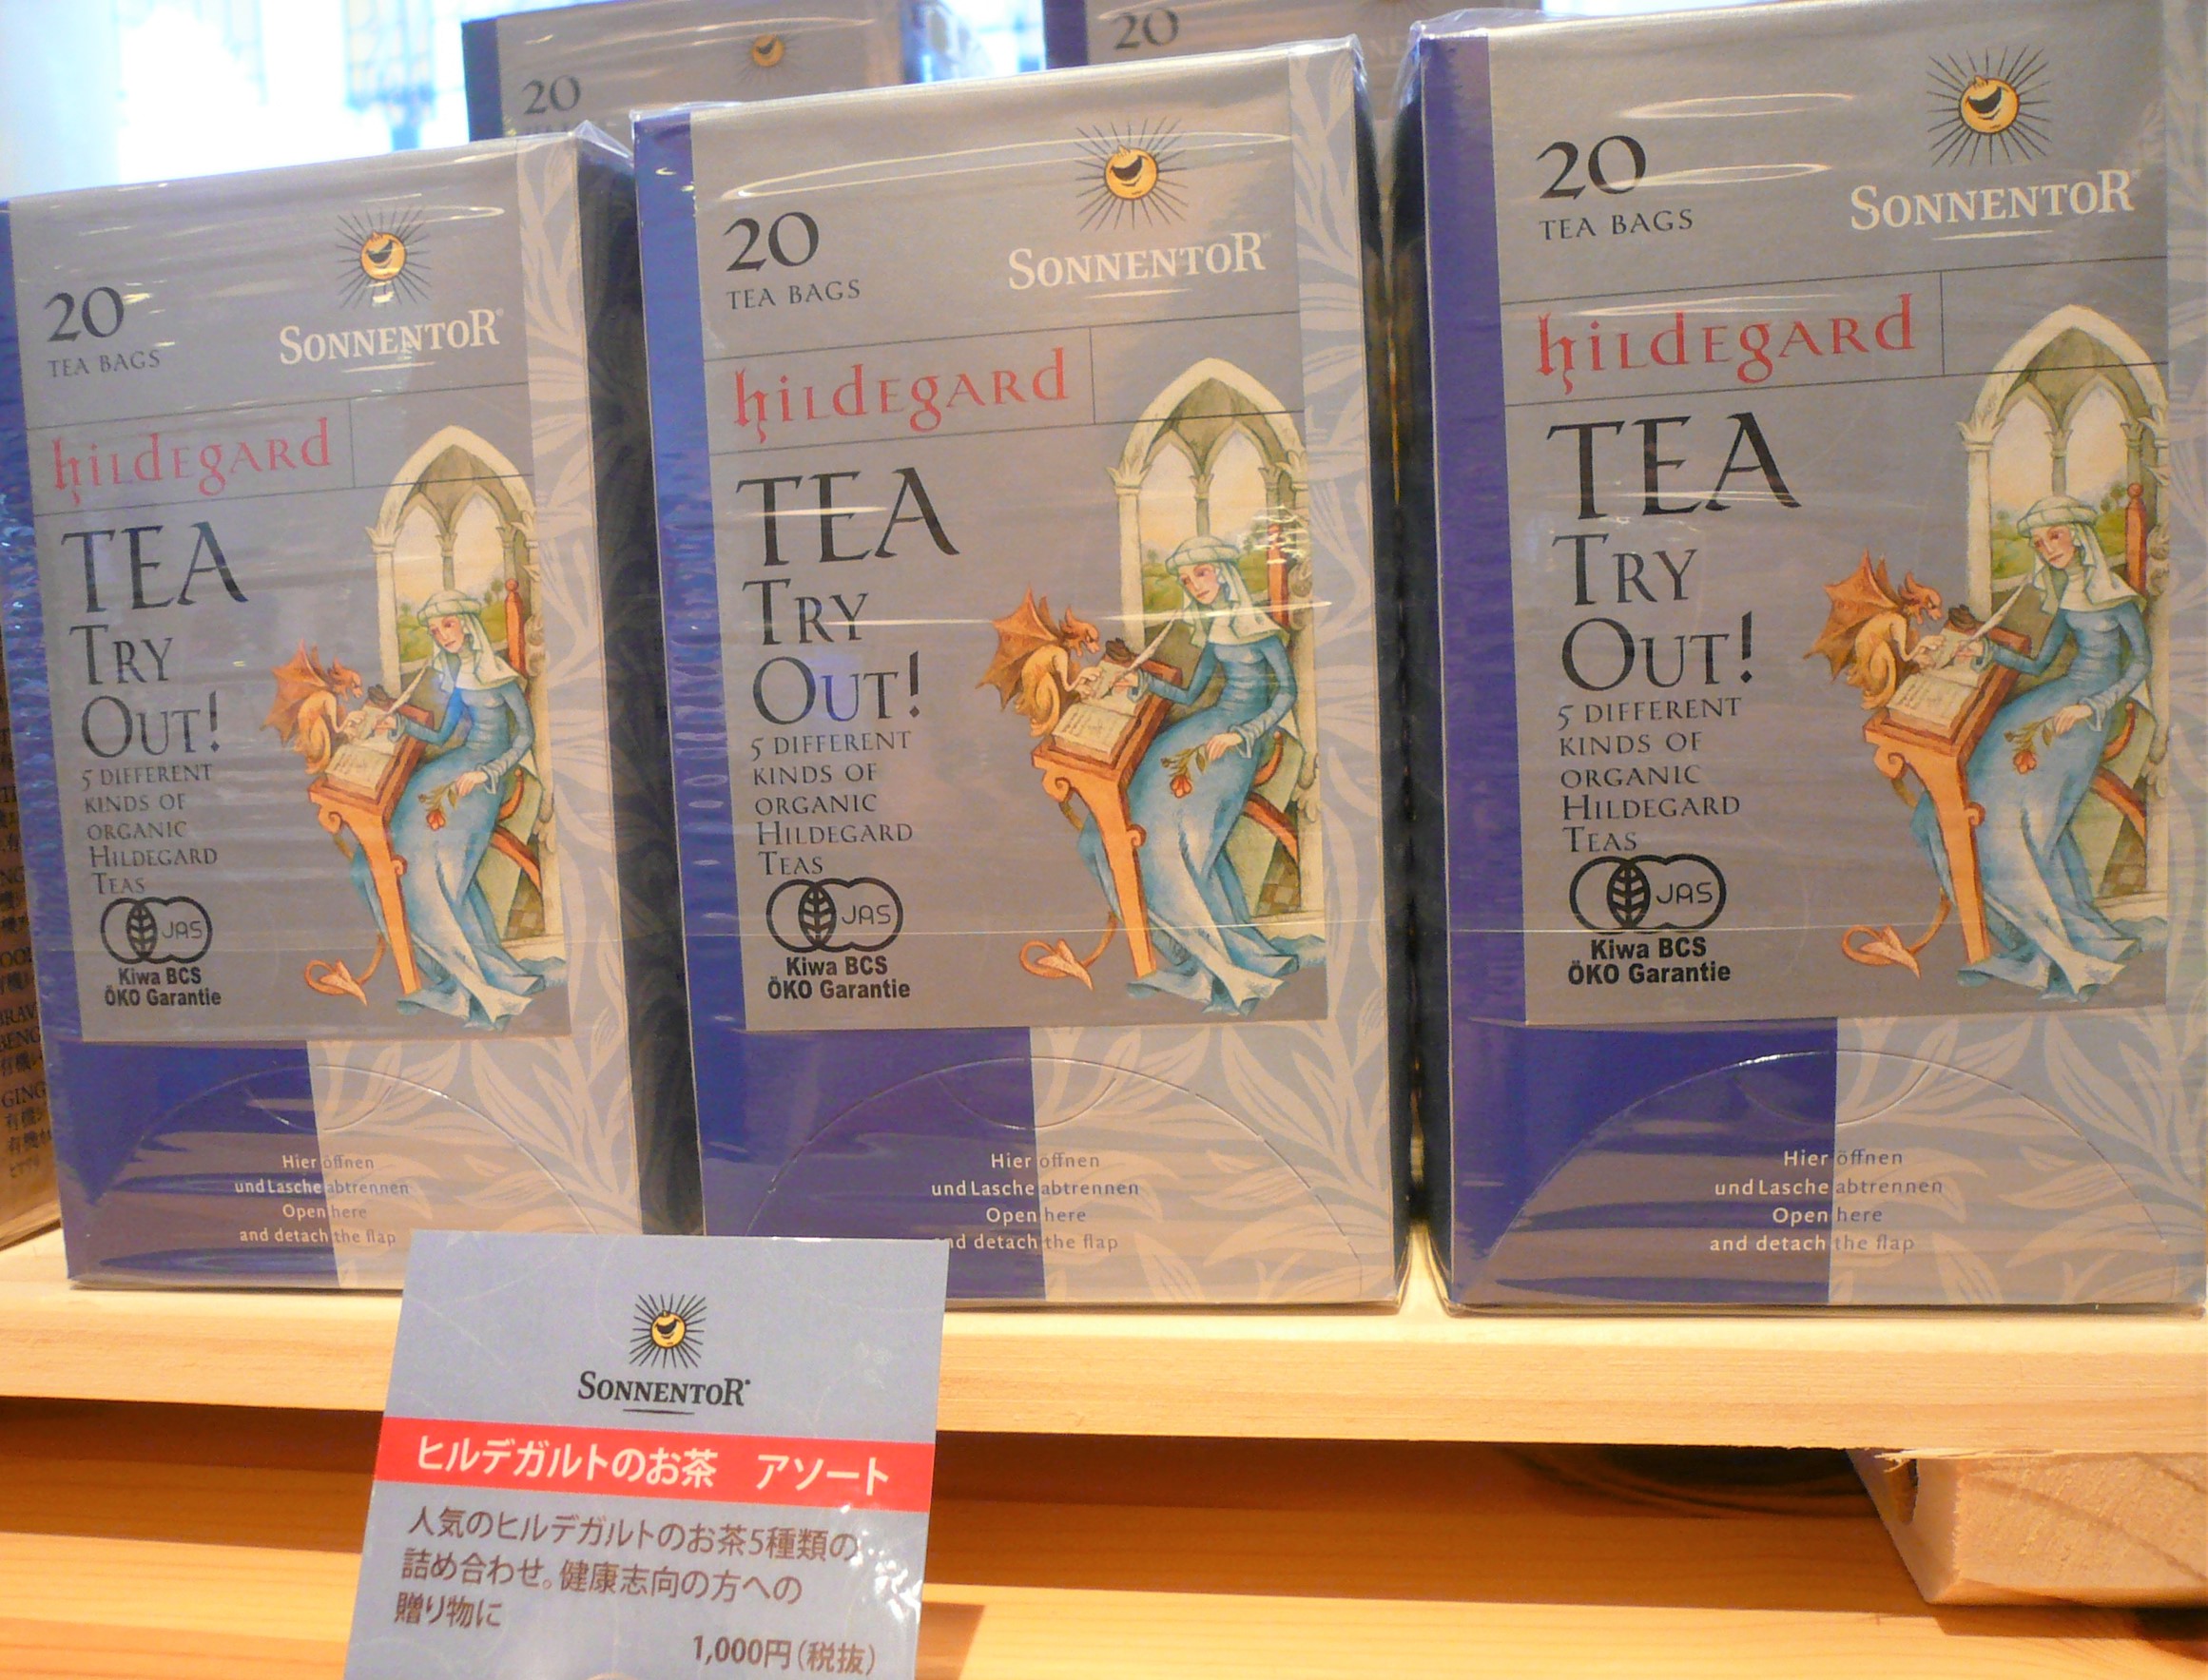 20
20
20
TEA BAGS
SONNENTOR
hildegard
TEA
TRY
OUT!
5 DIFFERENT
KINDS OF
ORGANIC
HILDEGARD
TEAS
JAS
Kiwa BCS
ÖKO Garantie
Hier öffnen
und Lasche abtrennen
Open here
and detach the flap
20
TEA BAGS
SONNENTOR
hildegard
TEA
TRY
OUT!
5 DIFFERENT
KINDS OF
ORGANIC
HILDEGARD
TEAS
JAS
Kiwa BCS
ÖKO Garantie
Hier öffnen
und Lasche abtrennen
Open here
and detach the flap
20
TEA BAGS
SONNENTOR
hildegard
TEA
TRY
OUT!
5 DIFFERENT
KINDS OF
ORGANIC
HILDEGARD
TEAS
JAS
Kiwa BCS
ÖKO Garantie
Hier öffnen
und Lasche abtrennen
Open here
and detach the flap
SONNENTOR
ヒルデガルトのお茶　アソート
人気のヒルデガルトのお茶5種類の
詰め合わせ。健康志向の方への
贈り物に
1,000円(税抜)